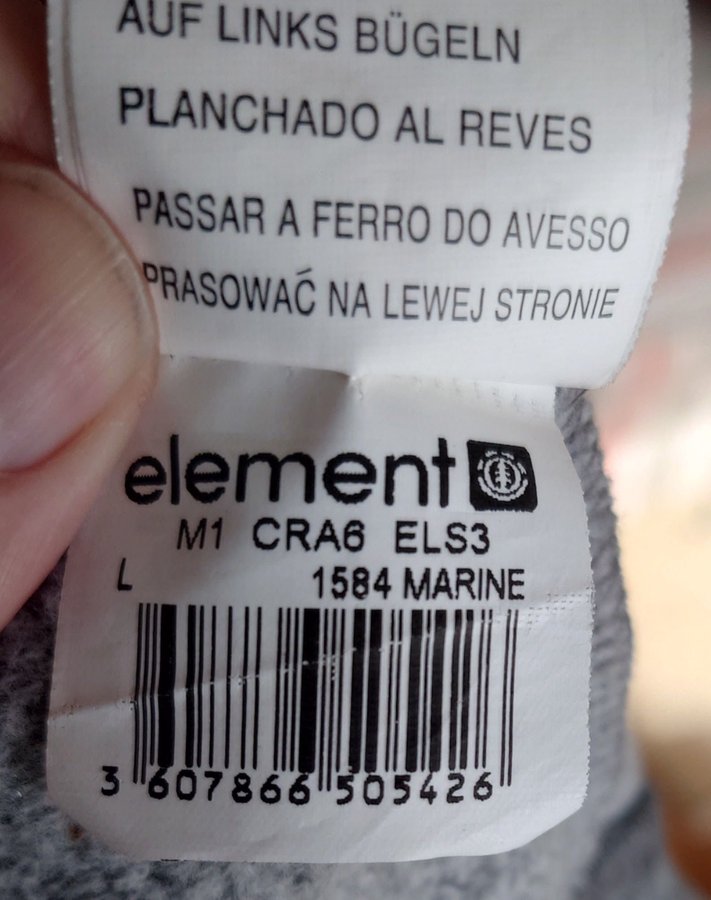 AUF LINKS BÜGELN
PLANCHADO AL REVES
PASSAR A FERRO DO AVESSO
PRASOWAĆ NA LEWEJ STRONIE
element
M1 CRA6 ELS3
L 1584 MARINE
3 607866 505426